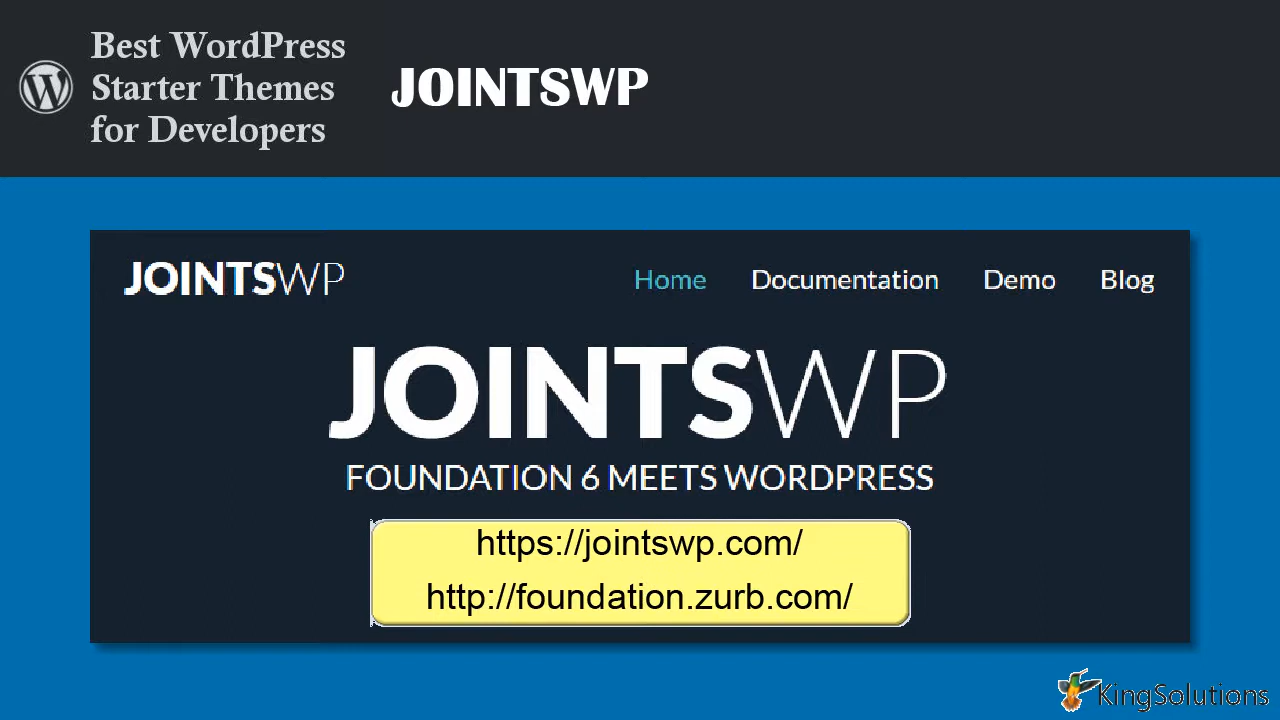 Best WordPress
Starter Themes
for Developers
JOINTSWP
JOINTSWP
Home Documentation Demo Blog
JOINTSWP
FOUNDATION 6 MEETS WORDPRESS
https://jointswp.com/
http://foundation.zurb.com/
KingSolutions